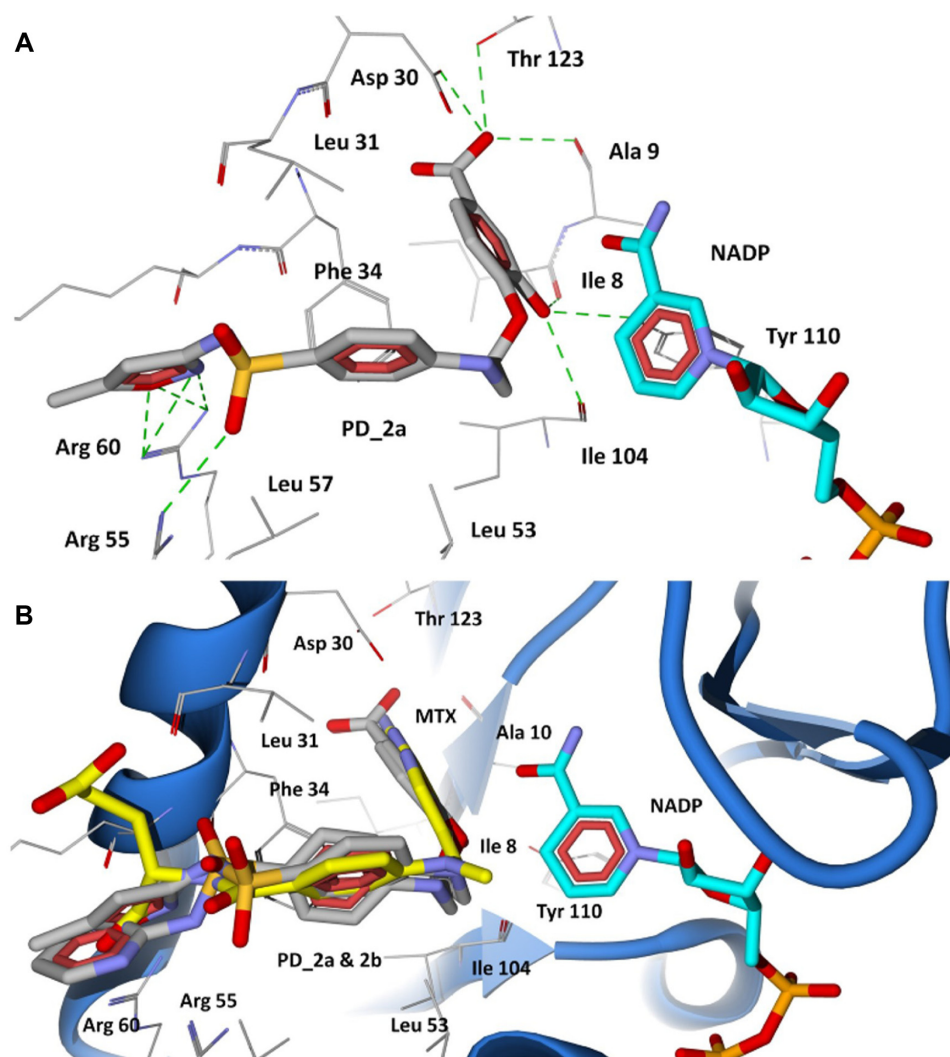 A
Thr 123
Asp 30
Leu 31
Ala 9
NADP
Phe 34
Ile 8
Tyr 110
PD_2a
Arg 60
Ile 104
Leu 57
Leu 53
Arg 55
B
Thr 123
Asp 30
MTX
Leu 31
Ala 10
Phe 34
NADP
Ile 8
Tyr 110
PD_2a & 2b
Ile 104
Arg 55
Arg 60
Leu 53